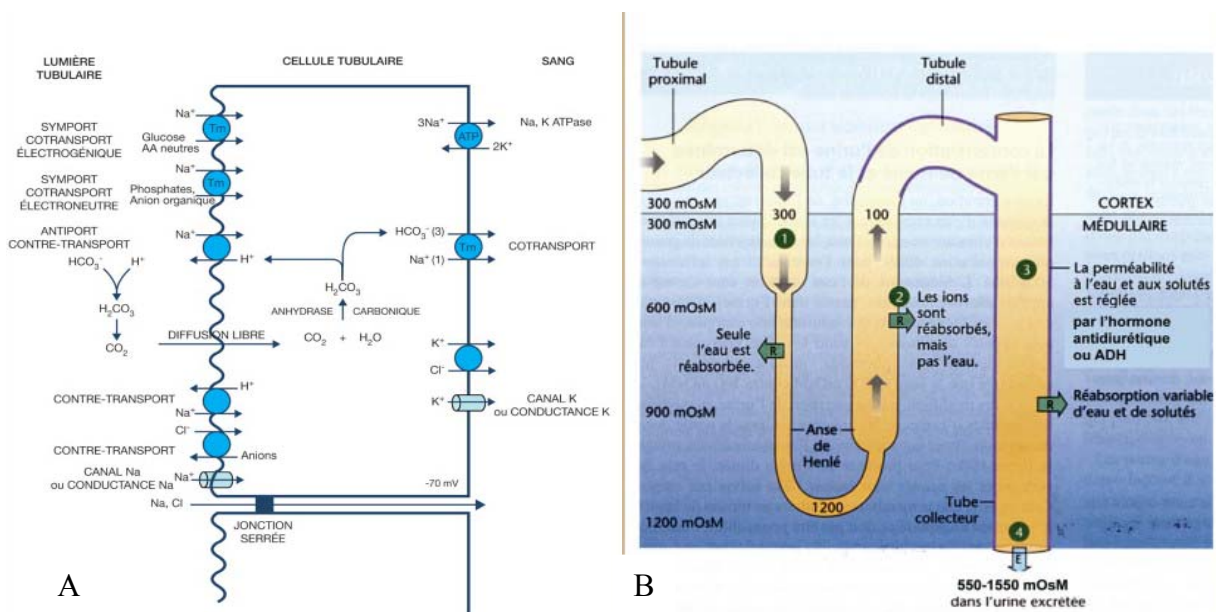 LUMIÈRE
TUBULAIRE
CELLULE TUBULAIRE
SANG
SYMPORT
COTRANSPORT
ÉLECTROGÉNIQUE
Na⁺
Tm
Glucose
AA neutres
3Na⁺
ATP
2K⁺
Na, K ATPase
SYMPORT
COTRANSPORT
ÉLECTRONEUTRE
Na⁺
Tm
Phosphates,
Anion organique
ANTIPORT
CONTRE-TRANSPORT
Na⁺
H⁺
HCO₃⁻ (3)
Tm
Na⁺ (1)
COTRANSPORT
HCO₃⁻
H⁺
H₂CO₃
CO₂
H₂CO₃
ANHYDRASE
CARBONIQUE
DIFFUSION LIBRE
CO₂ + H₂O
K⁺
Cl⁻
K⁺
CANAL K
ou CONDUCTANCE K
CONTRE-TRANSPORT
H⁺
Na⁺
Cl⁻
CONTRE-TRANSPORT
Anions
CANAL Na
ou CONDUCTANCE Na
Na⁺
-70 mV
Na, Cl
JONCTION
SERRÉE
A
Tubule
proximal
Tubule
distal
300 mOsM
CORTEX
300 mOsM
MÉDULLAIRE
300
100
1
3
La perméabilité
à l'eau et aux solutés
est réglée
par l'hormone
antidiurétique
ou ADH
600 mOsM
2
R
Les ions
sont
réabsorbés,
mais
pas l'eau.
Seule
l'eau est
réabsorbée.
R
R
Réabsorption variable
d'eau et de solutés
900 mOsM
Anse
de
Henlé
1200
1200 mOsM
Tube
collecteur
4
E
550-1550 mOsM
dans l'urine excrétée
B